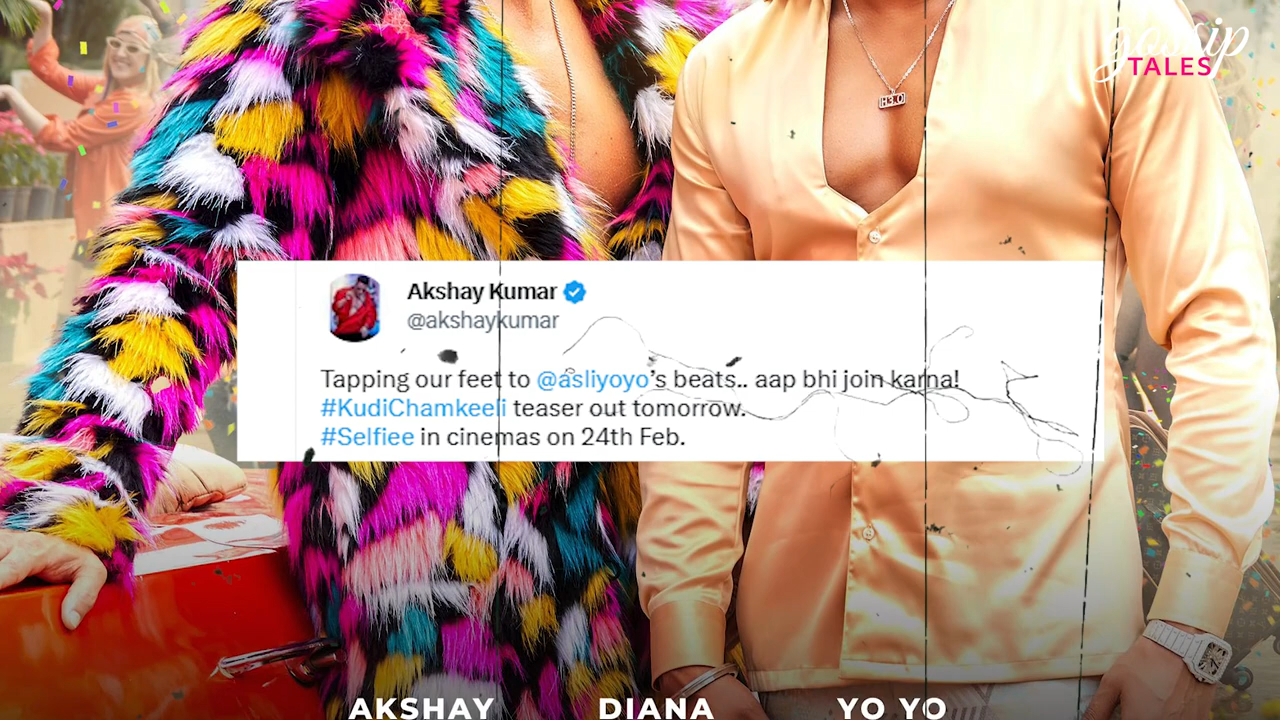 gossip
TALES
H3.O
Akshay Kumar
@akshaykumar
Tapping our feet to @asliyoyo's beats.. aap bhi join karna!
#KudiChamkeeli teaser out tomorrow.
#Selfiee in cinemas on 24th Feb.
AKSHAY DIANA YO YO